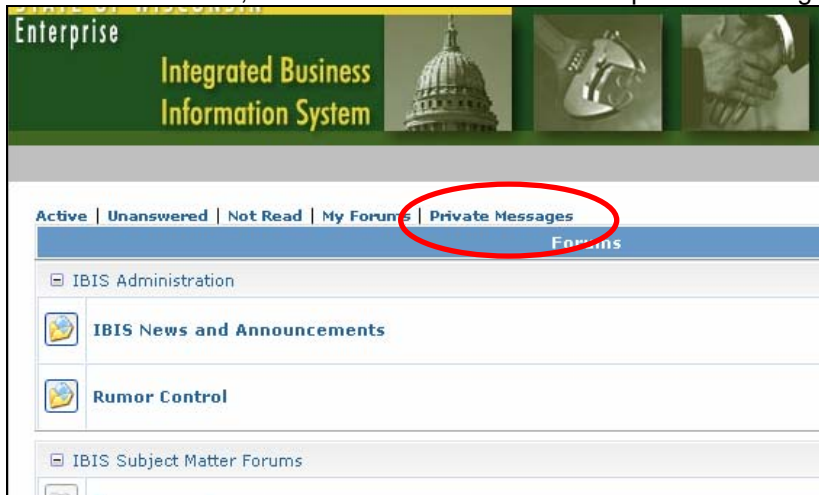 Enterprise
Integrated Business
Information System
Active | Unanswered | Not Read | My Forums | Private Messages
Forums
IBIS Administration
IBIS News and Announcements
Rumor Control
IBIS Subject Matter Forums